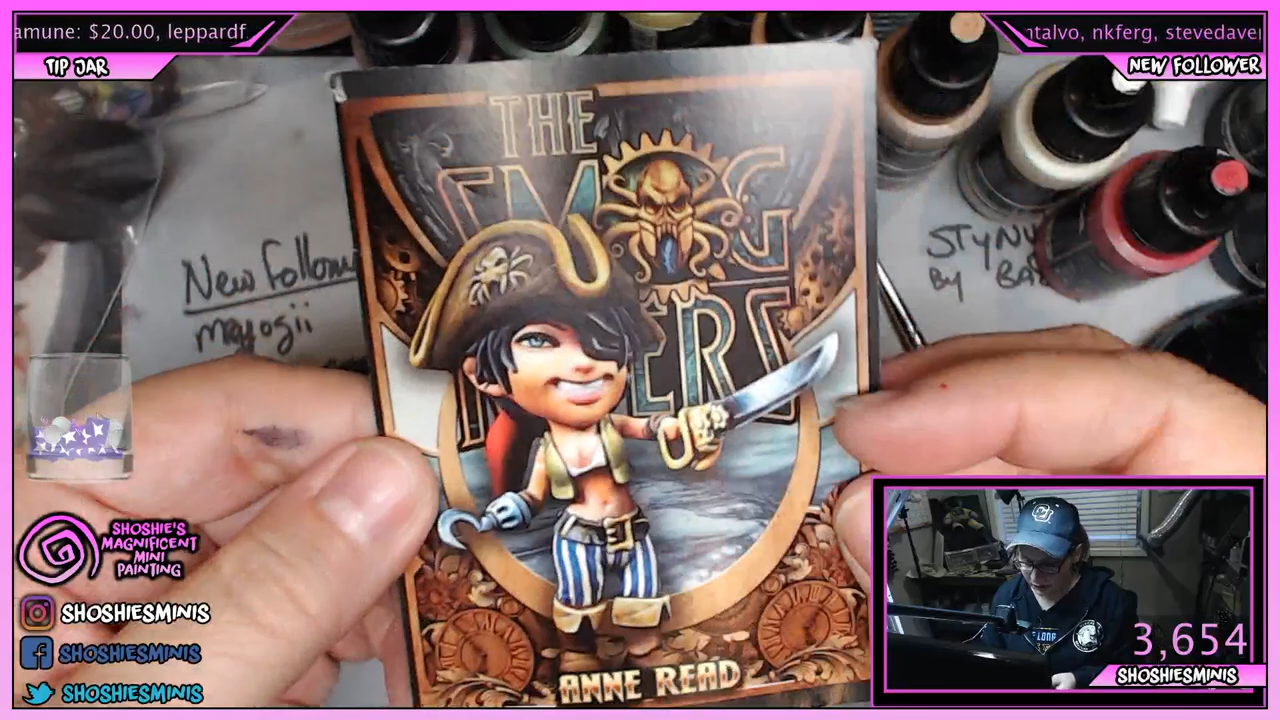 amune: $20.00, leppardf
TIP JAR
ntalvo, nkferg, stevedave
NEW FOLLOWER
THE
New Follow
mayogii
STYN
By BA
ANNE READ
SHOSHIE'S
MAGNIFICENT
MINI
PAINTING
SHOSHIESMINIS
SHOSHIESMINIS
SHOSHIESMINIS
3,654
SHOSHIESMINIS